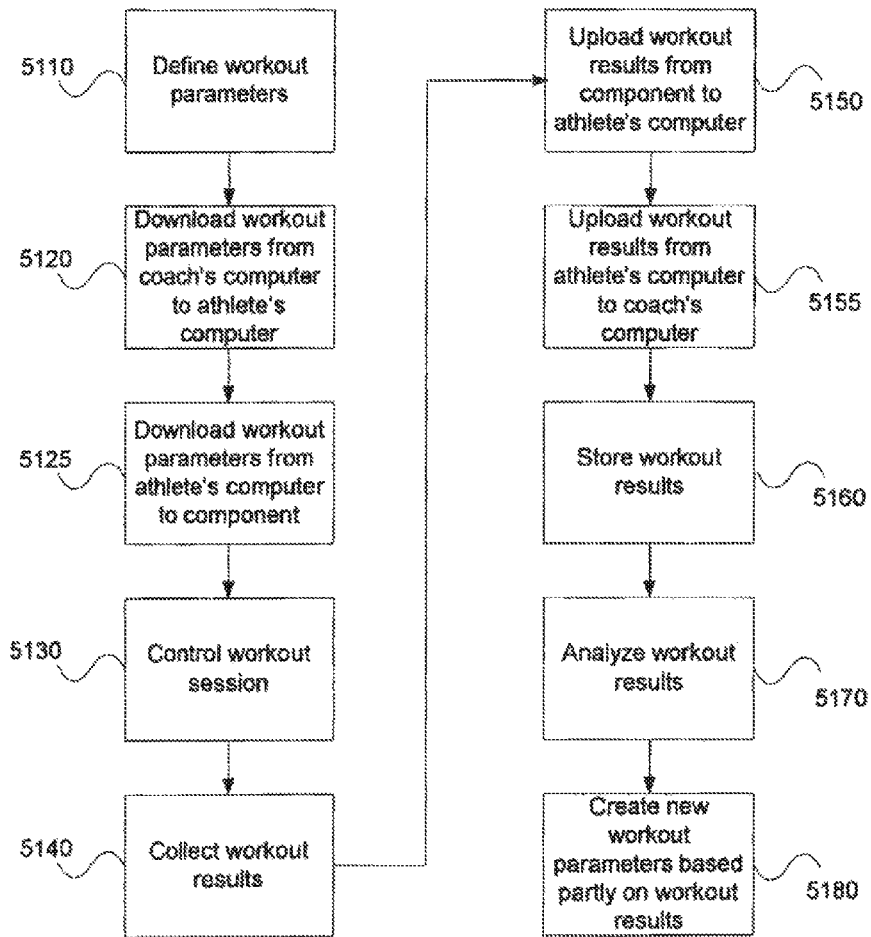 5110
Define workout
parameters
5120
Download workout
parameters from
coach's computer
to athlete's
computer
5125
Download workout
parameters from
athlete's computer
to component
5130
Control workout
session
5140
Collect workout
results
Upload workout
results from
component to
athlete's computer
5150
Upload workout
results from
athlete's computer
to coach's
computer
5155
Store workout
results
5160
Analyze workout
results
5170
Create new
workout
parameters based
partly on workout
results
5180